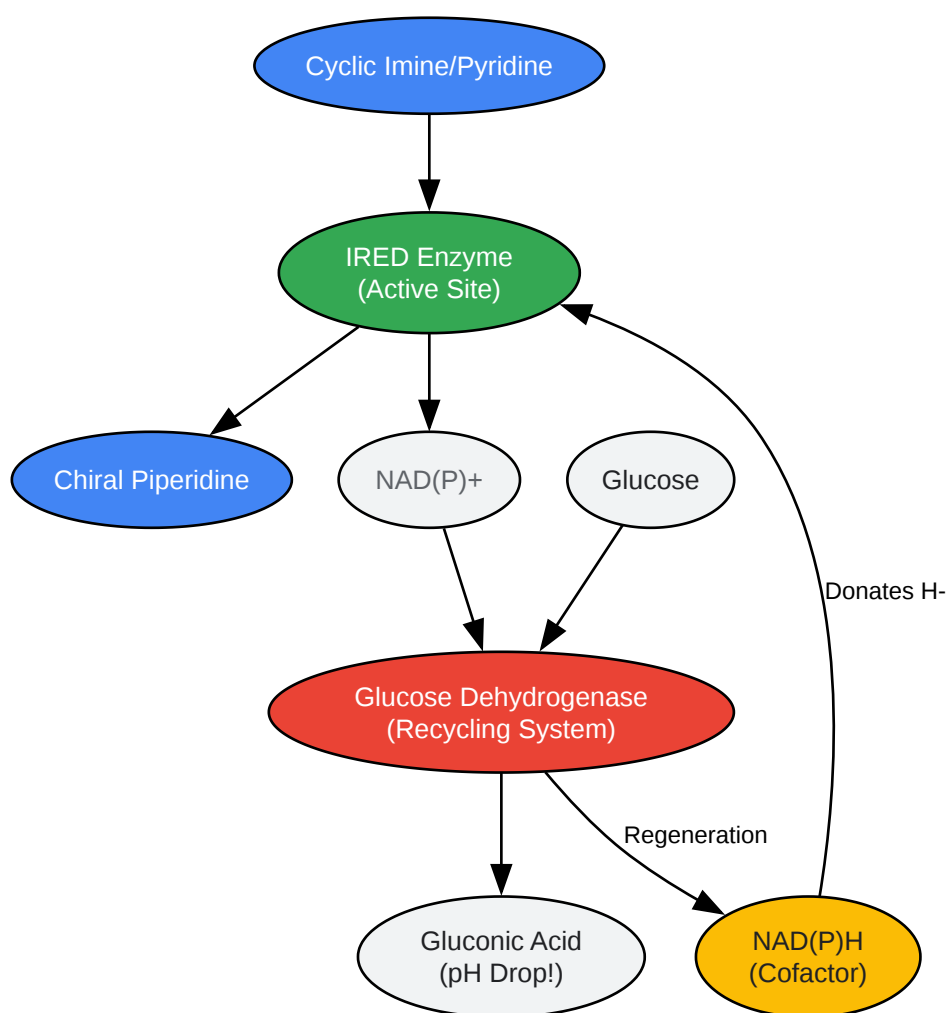 Cyclic Imine/Pyridine
IRED Enzyme
(Active Site)
Chiral Piperidine
NAD(P)+
Glucose
Donates H-
Glucose Dehydrogenase
(Recycling System)
Regeneration
Gluconic Acid
(pH Drop!)
NAD(P)H
(Cofactor)